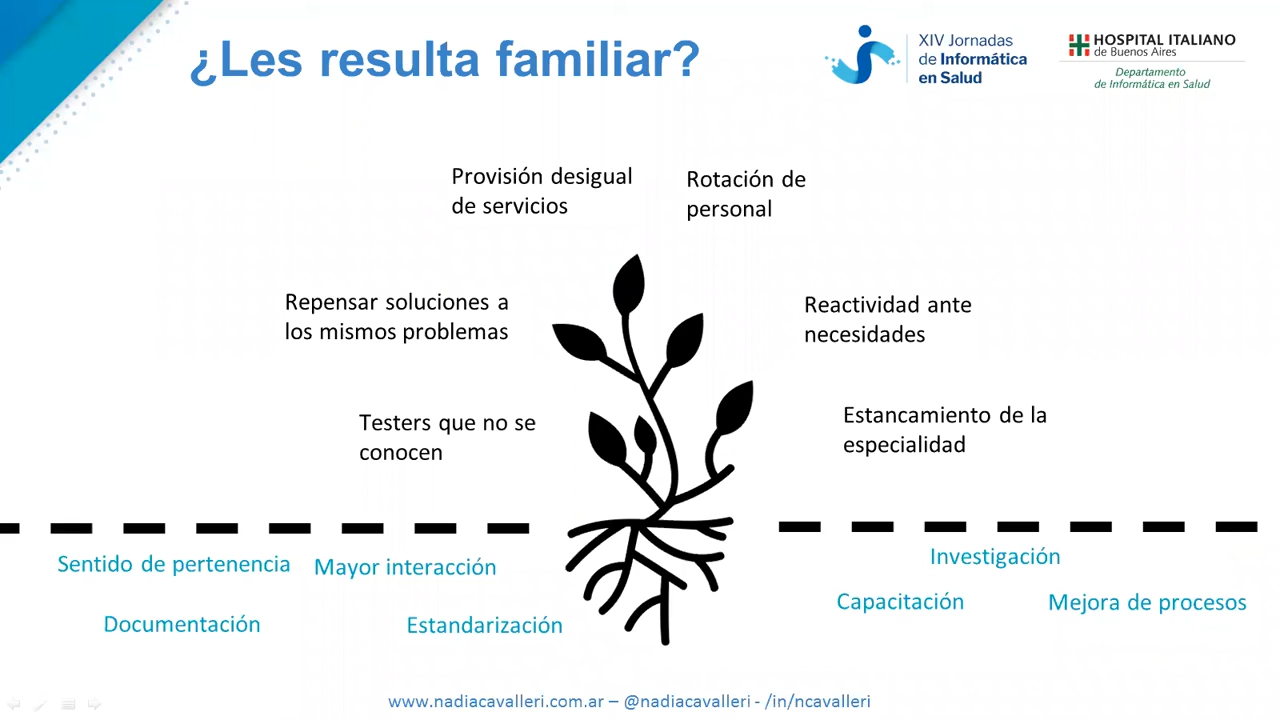 ¿Les resulta familiar?
XIV Jornadas
de Informática
en Salud
HOSPITAL ITALIANO
de Buenos Aires
Departamento
de Informática en Salud
Provisión desigual
de servicios
Rotación de
personal
Repensar soluciones a
los mismos problemas
Reactividad ante
necesidades
Testers que no se
conocen
Estancamiento de la
especialidad
Sentido de pertenencia
Mayor interacción
Investigación
Capacitación
Mejora de procesos
Documentación
Estandarización
www.nadiacavalleri.com.ar – @nadiacavalleri - /in/ncavalleri